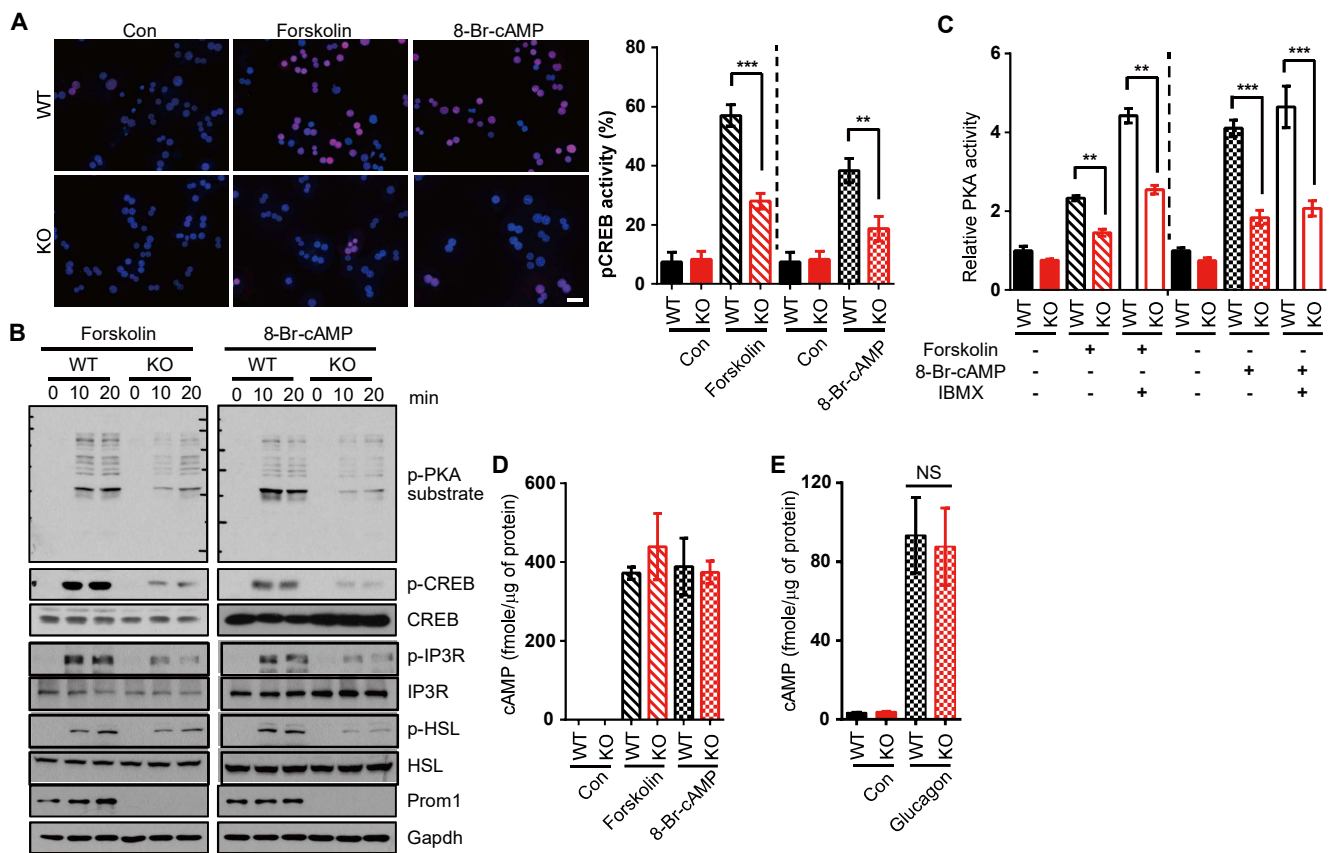 A
Con
Forskolin
8-Br-cAMP
WT
KO
pCREB activity (%)
80
60
40
20
0
***
**
WT
KO
WT
KO
WT
KO
WT
KO
Con
Forskolin
Con
8-Br-cAMP
C
Relative PKA activity
6
4
2
0
**
**
***
***
WT
KO
WT
KO
WT
KO
WT
KO
WT
KO
WT
KO
Forskolin - + + - - -
8-Br-cAMP - - - - + +
IBMX - - + - - +
B
Forskolin
8-Br-cAMP
WT KO WT KO
0 10 20 0 10 20 0 10 20 0 10 20 min
p-PKA
substrate
p-CREB
CREB
p-IP3R
IP3R
p-HSL
HSL
Prom1
Gapdh
D
cAMP (fmole/μg of protein)
600
400
200
0
WT
KO
WT
KO
WT
KO
Con
Forskolin
8-Br-cAMP
E
cAMP (fmole/μg of protein)
120
80
40
0
NS
WT
KO
WT
KO
Con
Glucagon